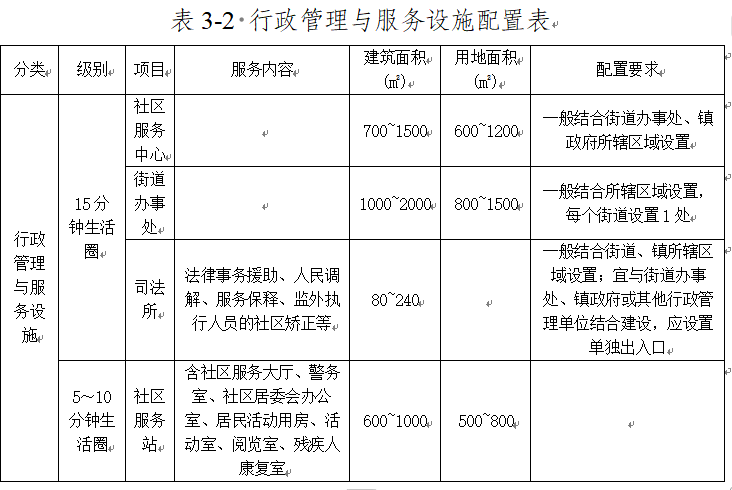 表 3-2 行政管理与服务设施配置表
分类 级别 项目 服务内容 建筑面积 用地面积 配置要求
(㎡) (㎡)
行政
管理
与服
务设
施
15分
钟生活
圈
社区
服务
中心
700~1500
600~1200
一般结合街道办事处、镇
政府所辖区域设置
街道
办事
处
1000~2000
800~1500
一般结合所辖区域设置，
每个街道设置1处
司法
所
法律事务援助、人民调
解、服务保释、监外执
行人员的社区矫正等
80~240
一般结合街道、镇所辖区
域设置；宜与街道办事
处、镇政府或其他行政管
理单位结合建设，应设置
单独出入口
5～10
分钟生
活圈
社区
服务
站
含社区服务大厅、警务
室、社区居委会办公
室、居民活动用房、活
动室、阅览室、残疾人
康复室
600~1000
500~800